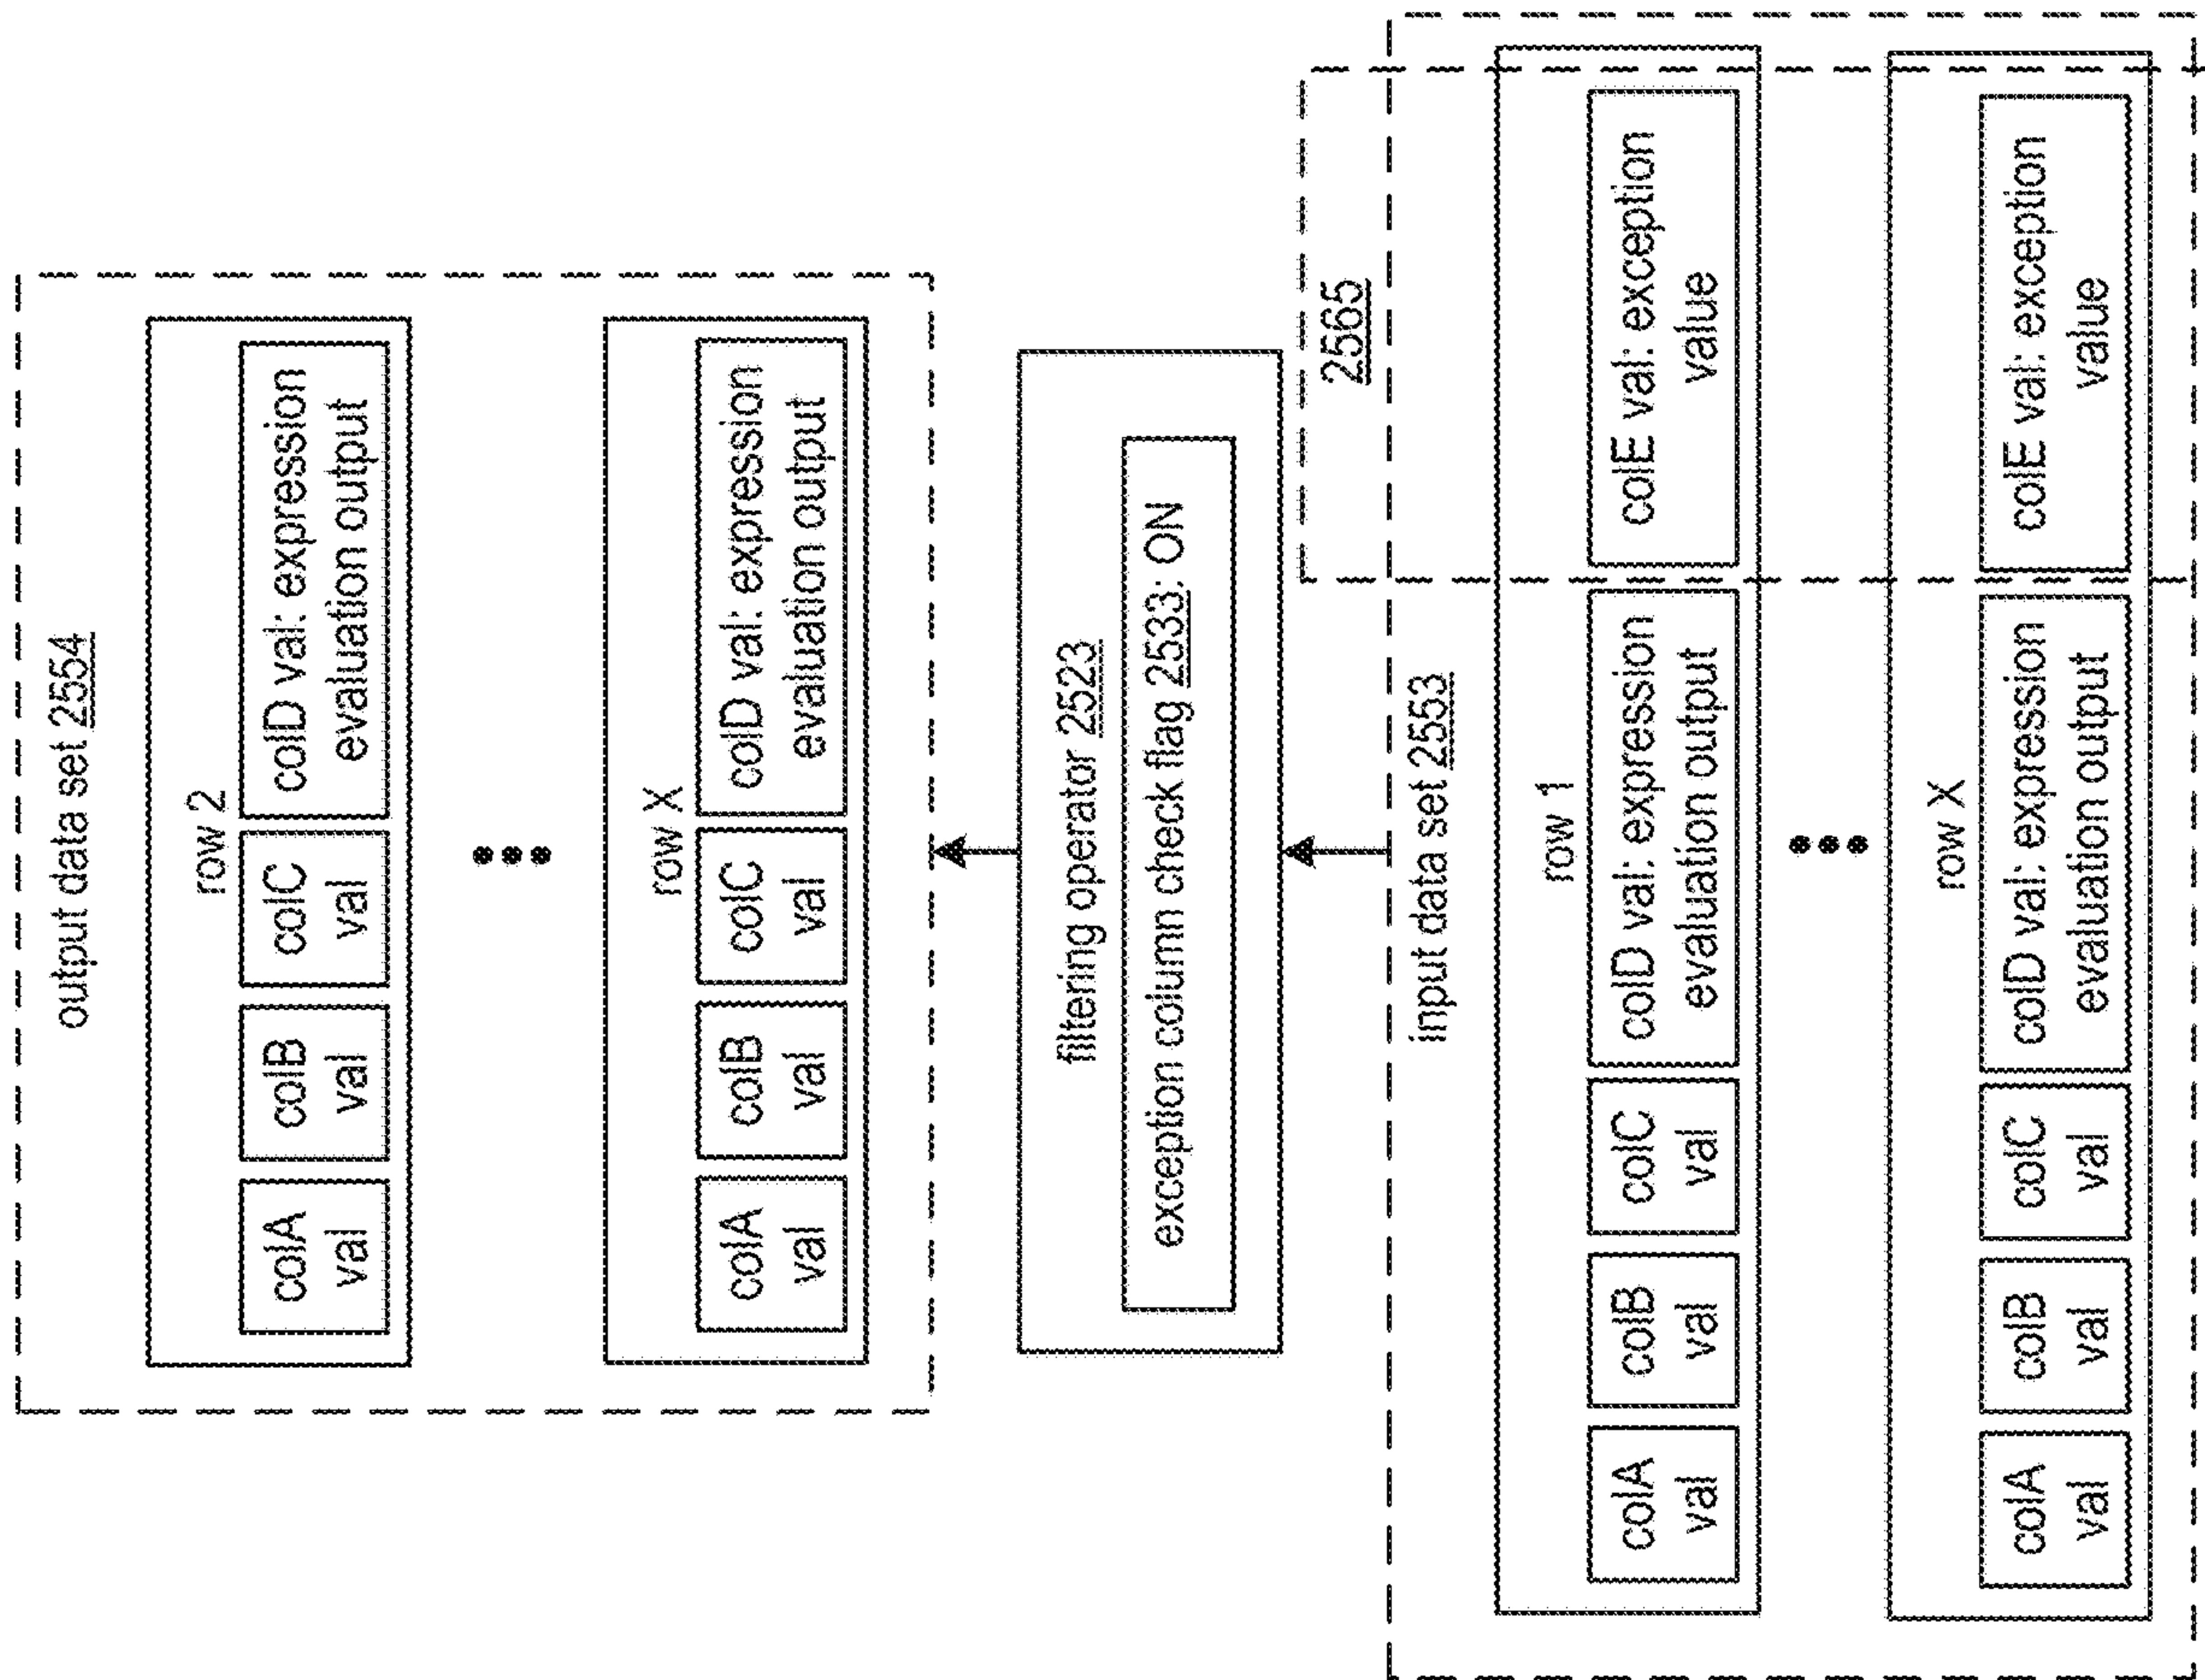 output data set 2554
row 2
colA
val
colB
val
colC
val
colD val: expression
evaluation output
row X
colA
val
colB
val
colC
val
colD val: expression
evaluation output
filtering operator 2523
exception column check flag 2533: ON
2565
input data set 2553
row 1
colA
val
colB
val
colC
val
colD val: expression
evaluation output
colE val: exception
value
row X
colA
val
colB
val
colC
val
colD val: expression
evaluation output
colE val: exception
value